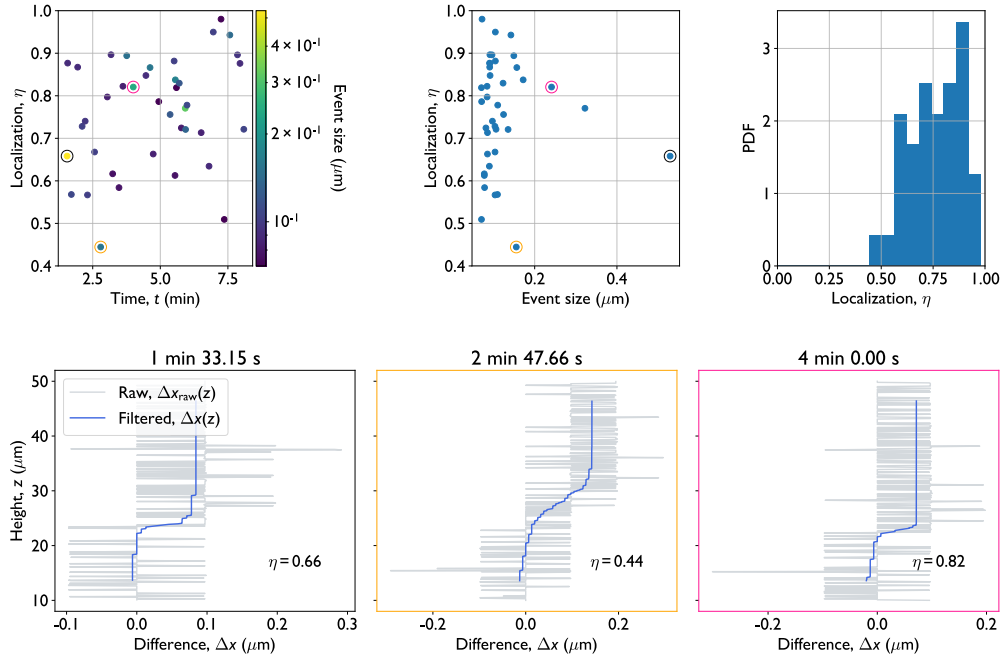 1.0
0.9
0.8
0.7
0.6
0.5
0.4
Localization, η
2.5
5.0
7.5
Time, t (min)
4 × 10⁻¹
3 × 10⁻¹
2 × 10⁻¹
10⁻¹
Event size (μm)
1.0
0.9
0.8
0.7
0.6
0.5
0.4
Localization, η
0.2
0.4
Event size (μm)
3
2
1
0
PDF
0.00
0.25
0.50
0.75
1.00
Localization, η
1 min 33.15 s
50
40
30
20
10
Height, z (μm)
Raw, Δx_raw(z)
Filtered, Δx(z)
η = 0.66
-0.1
0.0
0.1
0.2
0.3
Difference, Δx (μm)
2 min 47.66 s
η = 0.44
-0.2
0.0
0.2
Difference, Δx (μm)
4 min 0.00 s
η = 0.82
-0.2
0.0
0.2
Difference, Δx (μm)